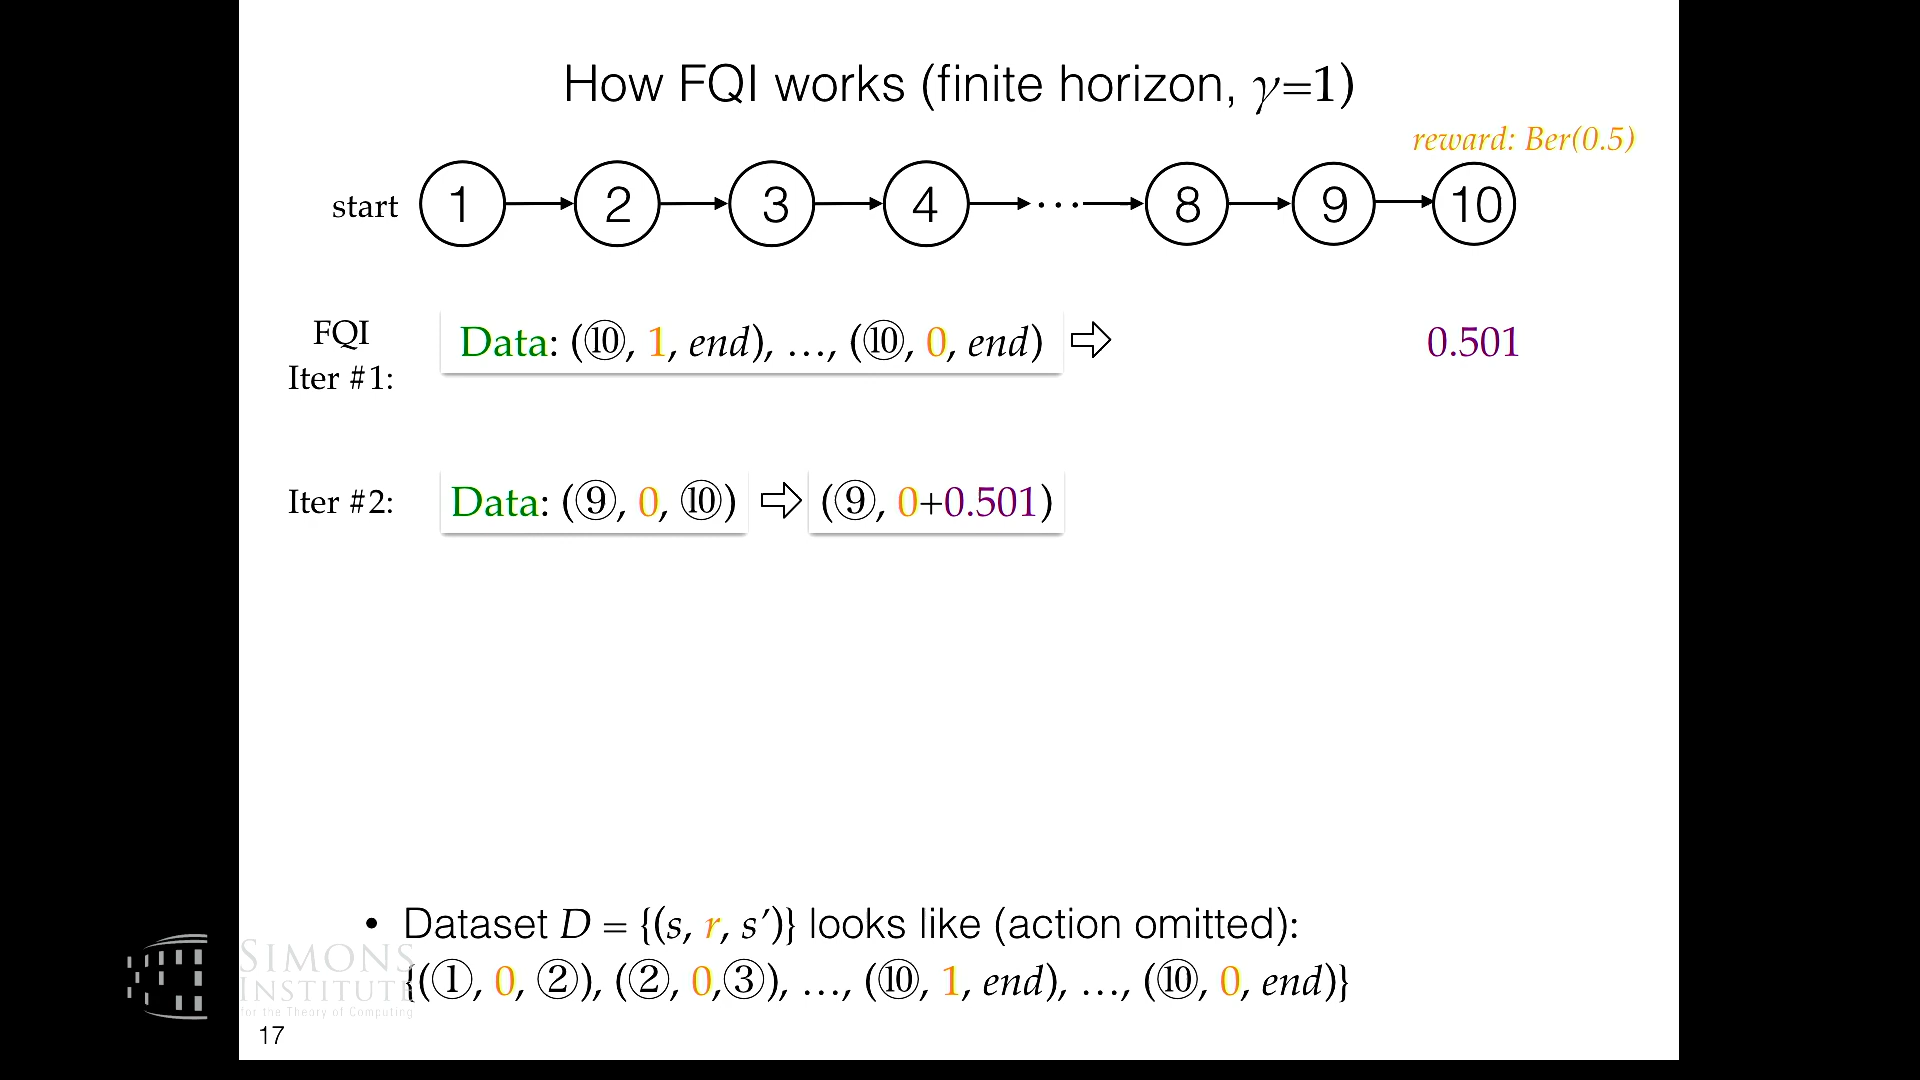 How FQI works (finite horizon, γ=1)
reward: Ber(0.5)
start 1 2 3 4 ... 8 9 10
FQI
Iter #1:
Data: (⑩, 1, end), ..., (⑩, 0, end) ⇨ 0.501
Iter #2: Data: (⑨, 0, ⑩) ⇨ (⑨, 0+0.501)
• Dataset D = {(s, r, s′)} looks like (action omitted):
{(①, 0, ②), (②, 0,③), ..., (⑩, 1, end), ..., (⑩, 0, end)}
SIMONS
INSTITUTE
for the Theory of Computing
17